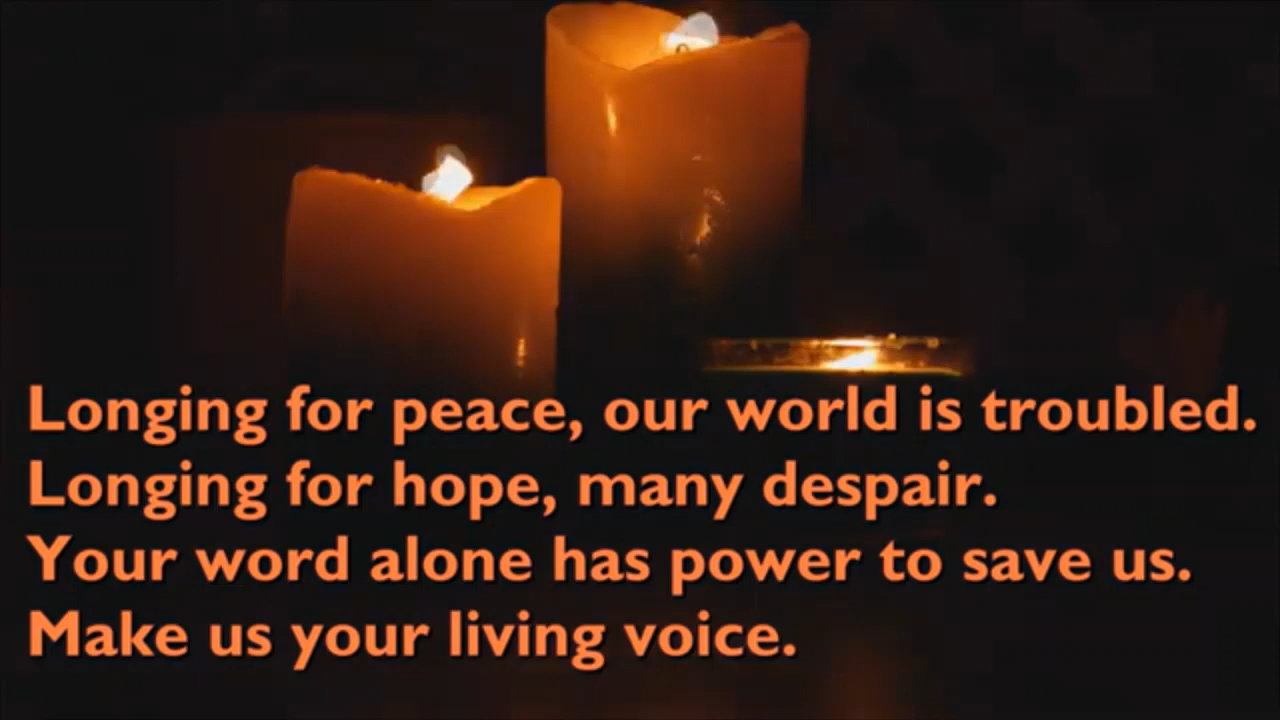 Longing for peace, our world is troubled.
Longing for hope, many despair.
Your word alone has power to save us.
Make us your living voice.